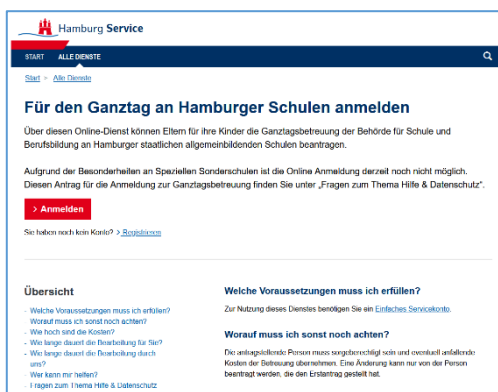 Hamburg Service
START ALLE DIENSTE
Start > Alle Dienste
Für den Ganztag an Hamburger Schulen anmelden
Über diesen Online-Dienst können Eltern für ihre Kinder die Ganztagsbetreuung der Behörde für Schule und
Berufsbildung an Hamburger staatlichen allgemeinbildenden Schulen beantragen.
Aufgrund der Besonderheiten an Speziellen Sonderschulen ist die Online Anmeldung derzeit noch nicht möglich.
Diesen Antrag für die Anmeldung zur Ganztagsbetreuung finden Sie unter „Fragen zum Thema Hilfe & Datenschutz".
> Anmelden
Sie haben noch kein Konto? > Registrieren
Übersicht
- Welche Voraussetzungen muss ich erfüllen?
Worauf muss ich sonst noch achten?
- Wie hoch sind die Kosten?
- Wie lange dauert die Bearbeitung für Sie?
- Wie lange dauert die Bearbeitung durch
uns?
- Wer kann mir helfen?
- Fragen zum Thema Hilfe & Datenschutz
Welche Voraussetzungen muss ich erfüllen?
Zur Nutzung dieses Dienstes benötigen Sie ein Einfaches Servicekonto.
Worauf muss ich sonst noch achten?
Die antragstellende Person muss sorgeberechtigt sein und eventuell anfallende
Kosten der Betreuung übernehmen. Eine Änderung kann nur von der Person
beantragt werden, die den Erstantrag gestellt hat.